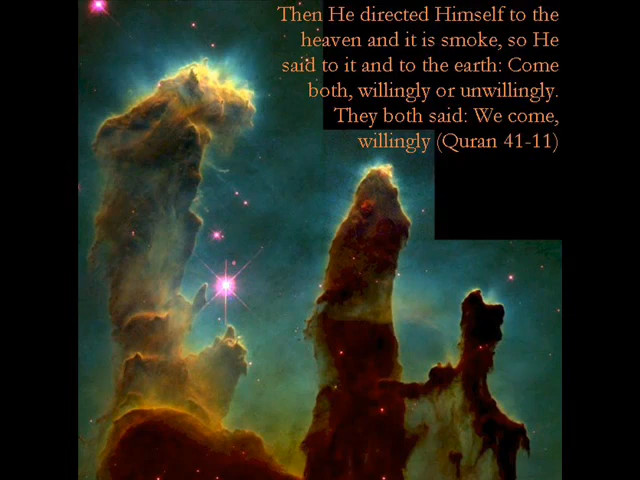 Then He directed Himself to the
heaven and it is smoke, so He
said to it and to the earth: Come
both, willingly or unwillingly.
They both said: We come,
willingly (Quran 41-11)